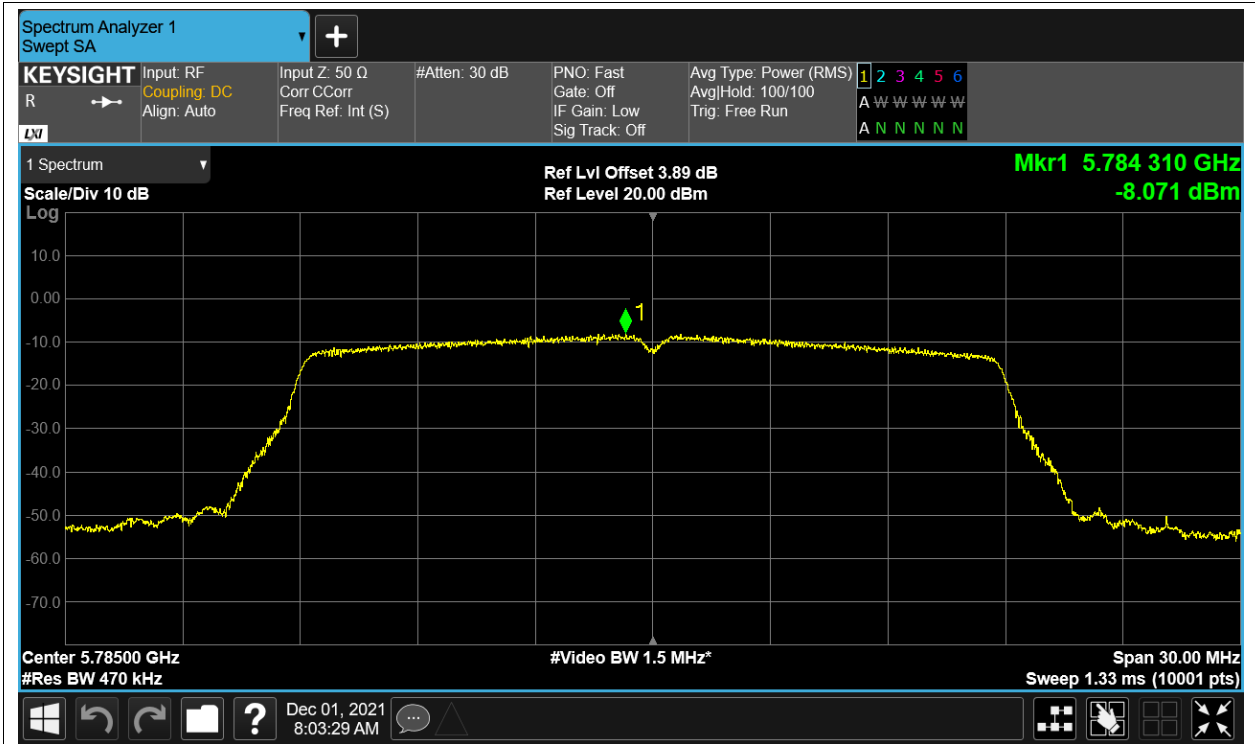 Spectrum Analyzer 1
Swept SA
KEYSIGHT
R
LXI
Input: RF
Coupling: DC
Align: Auto
Input Z: 50 Ω
Corr CCorr
Freq Ref: Int (S)
#Atten: 30 dB
PNO: Fast
Gate: Off
IF Gain: Low
Sig Track: Off
Avg Type: Power (RMS)
Avg|Hold: 100/100
Trig: Free Run
1 2 3 4 5 6
A W W W W W
A N N N N N
1 Spectrum
Scale/Div 10 dB
Log
Ref Lvl Offset 3.89 dB
Ref Level 20.00 dBm
Mkr1 5.784 310 GHz
-8.071 dBm
10.0
0.00
-10.0
-20.0
-30.0
-40.0
-50.0
-60.0
-70.0
1
Center 5.78500 GHz
#Res BW 470 kHz
#Video BW 1.5 MHz*
Span 30.00 MHz
Sweep 1.33 ms (10001 pts)
?
Dec 01, 2021
8:03:29 AM